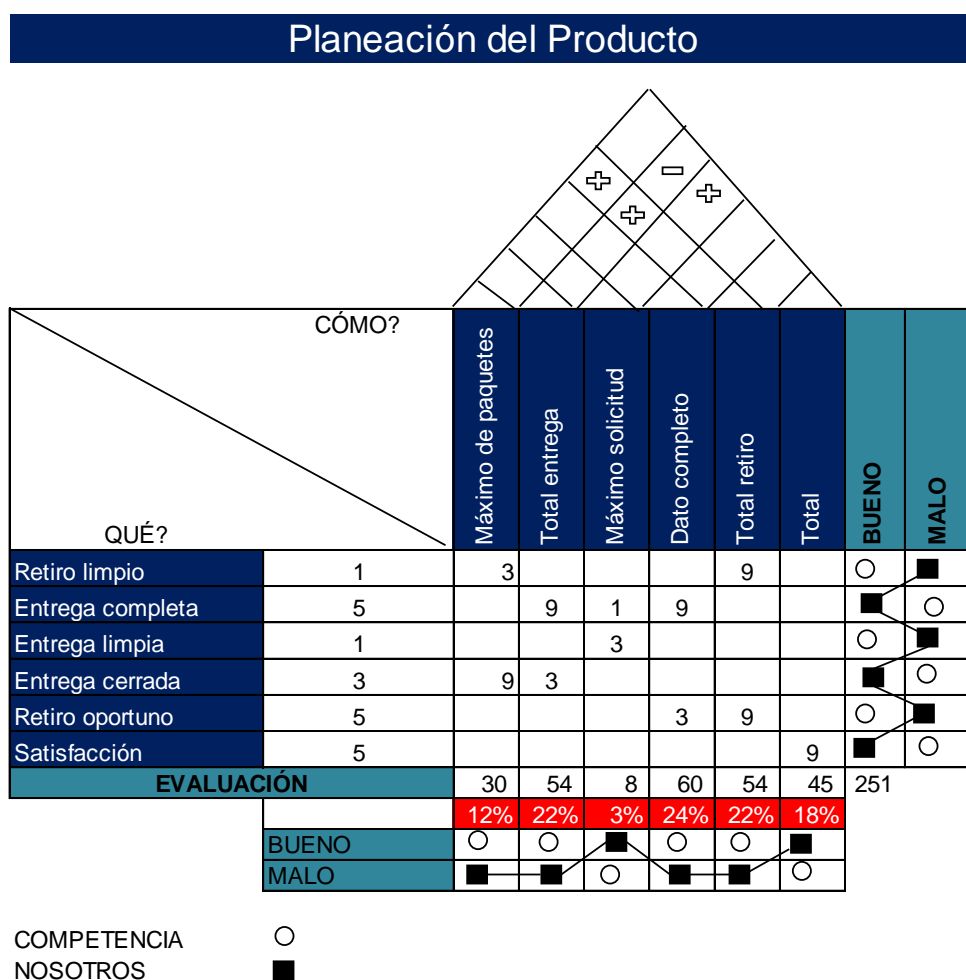 Planeación del Producto
CÓMO?
QUÉ?
Máximo de paquetes
Total entrega
Máximo solicitud
Dato completo
Total retiro
Total
BUENO
MALO
Retiro limpio 1 3 9
Entrega completa 5 9 1 9
Entrega limpia 1 3
Entrega cerrada 3 9 3
Retiro oportuno 5 3 9
Satisfacción 5 9
EVALUACIÓN 30 54 8 60 54 45 251
12% 22% 3% 24% 22% 18%
BUENO
MALO
COMPETENCIA
NOSOTROS